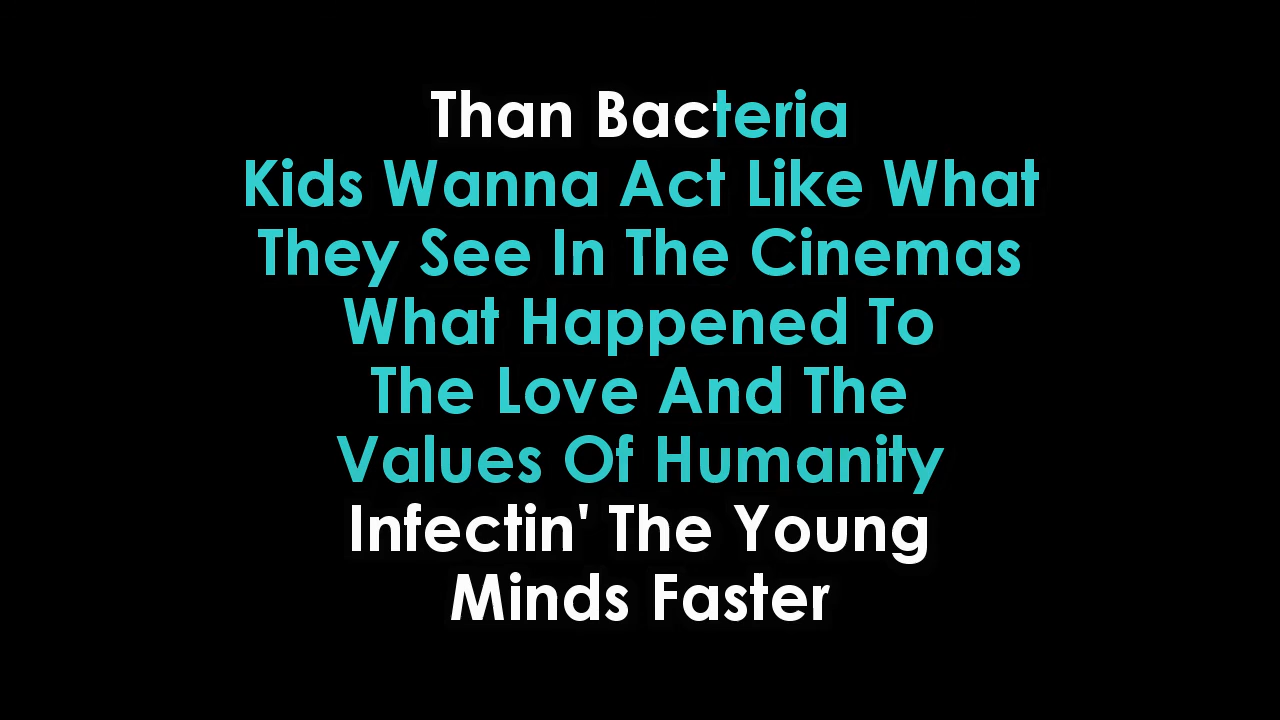 Than Bacteria
Kids Wanna Act Like What
They See In The Cinemas
What Happened To
The Love And The
Values Of Humanity
Infectin' The Young
Minds Faster